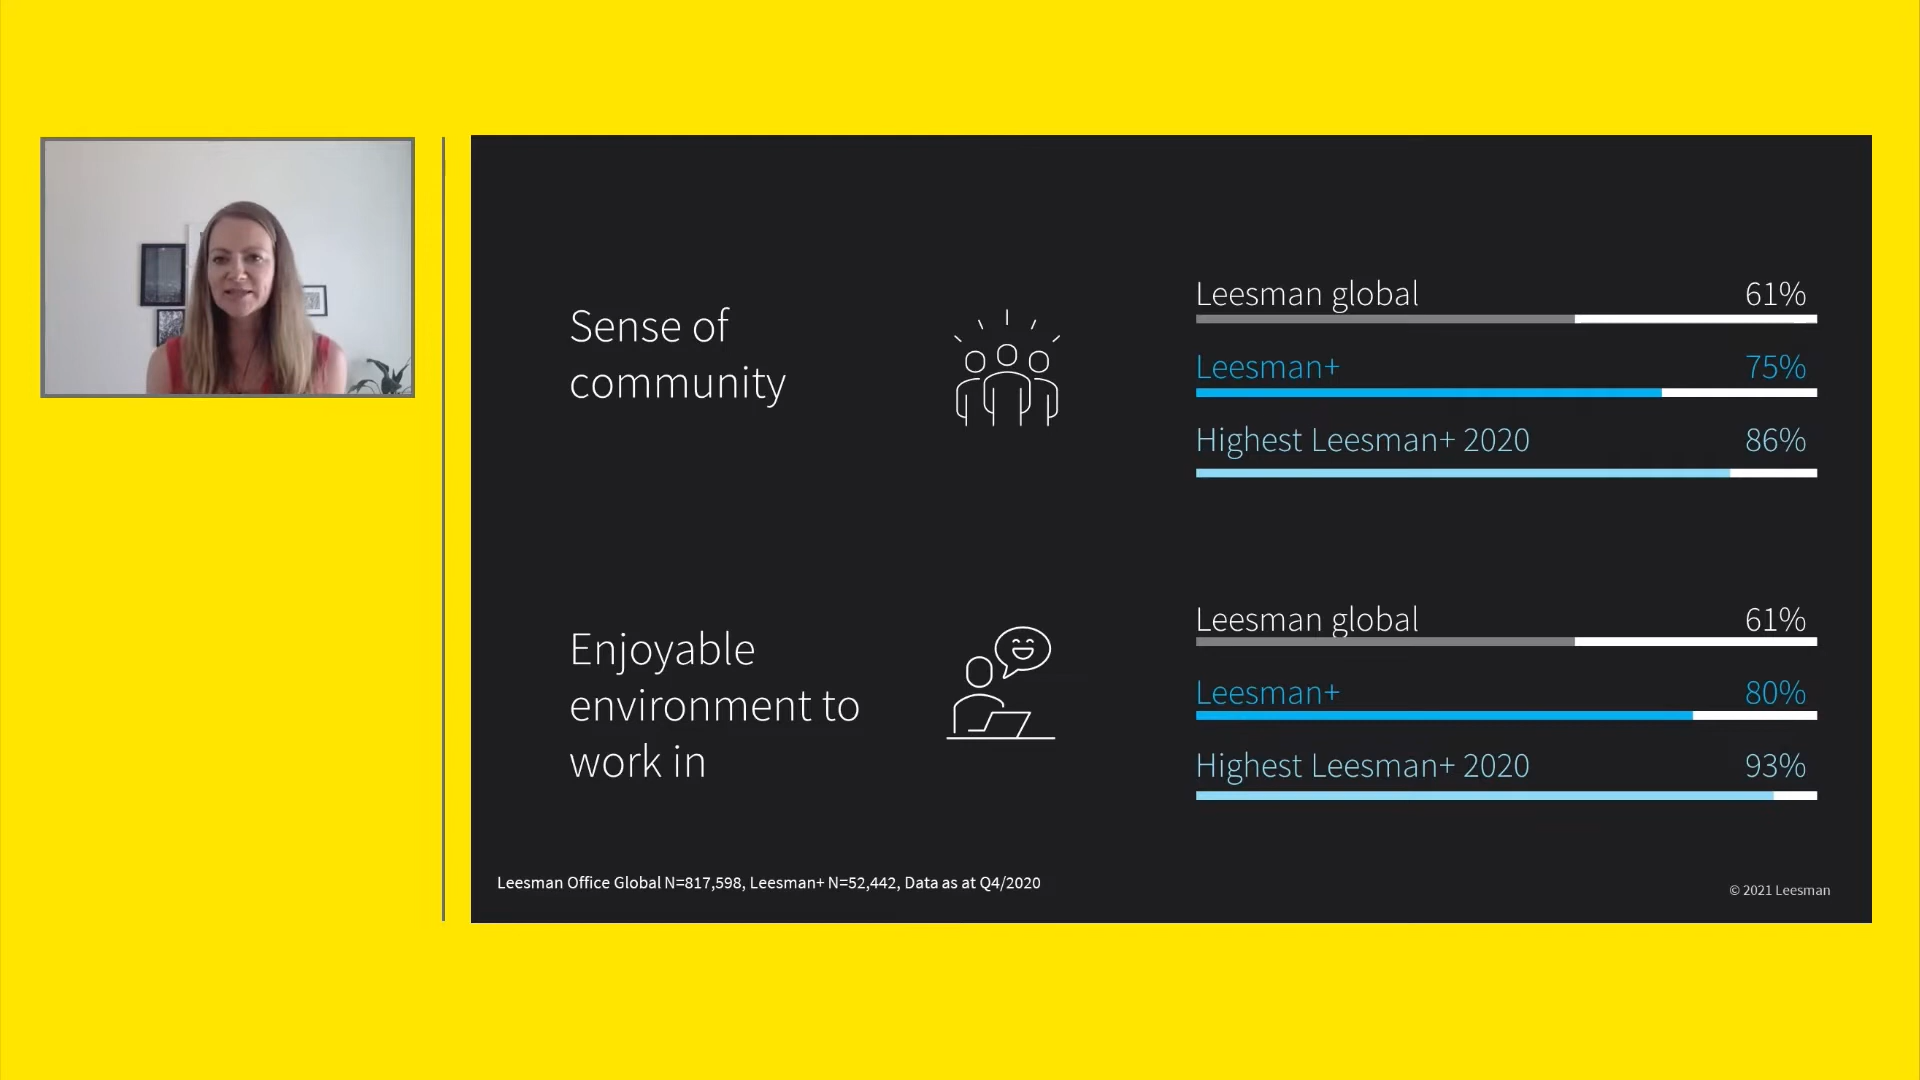 Sense of
community
Leesman global 61%
Leesman+ 75%
Highest Leesman+ 2020 86%
Enjoyable
environment to
work in
Leesman global 61%
Leesman+ 80%
Highest Leesman+ 2020 93%
Leesman Office Global N=817,598, Leesman+ N=52,442, Data as at Q4/2020
© 2021 Leesman